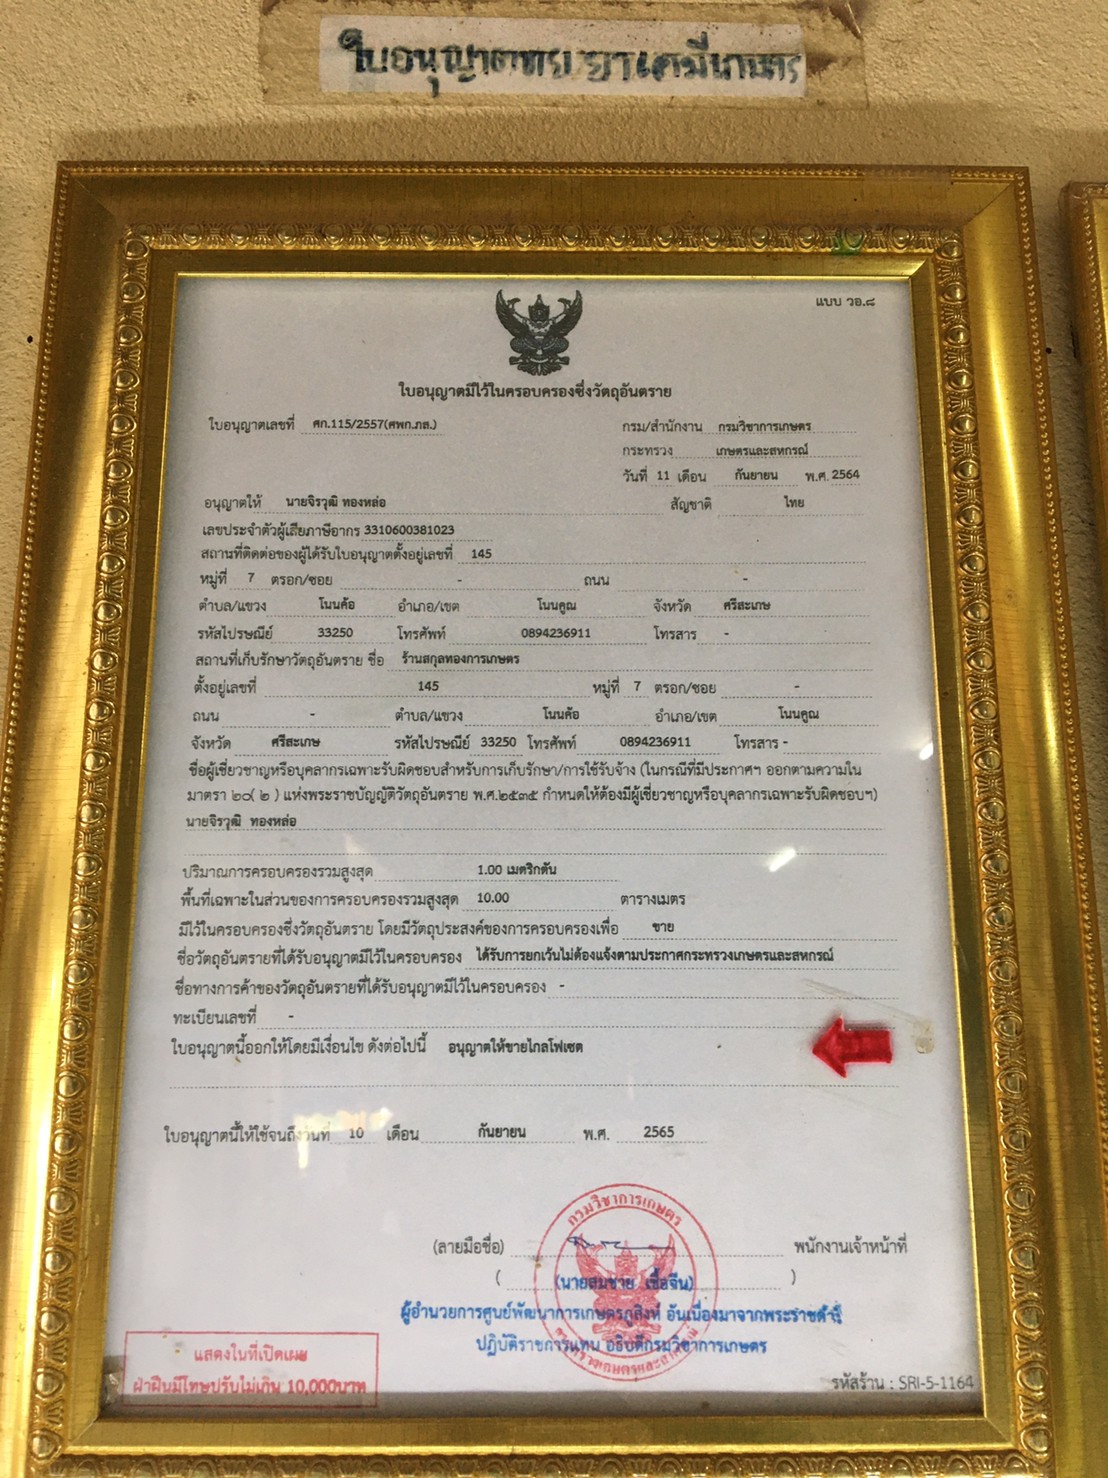 ใบอนุญาตขาย ยาเคมีเกษตร
แบบ วอ.๘
ใบอนุญาตมีไว้ในครอบครองซึ่งวัตถุอันตราย
ใบอนุญาตเลขที่ ศก.115/2557(ศพก.ภส.) กรม/สำนักงาน กรมวิชาการเกษตร
กระทรวง เกษตรและสหกรณ์
วันที่ 11 เดือน กันยายน พ.ศ. 2564
อนุญาตให้ นายจิรวุฒิ ทองหล่อ สัญชาติ ไทย
เลขประจำตัวผู้เสียภาษีอากร 3310600381023
สถานที่ติดต่อของผู้ได้รับใบอนุญาตตั้งอยู่เลขที่ 145
หมู่ที่ 7 ตรอก/ซอย - ถนน -
ตำบล/แขวง โนนค้อ อำเภอ/เขต โนนคูณ จังหวัด ศรีสะเกษ
รหัสไปรษณีย์ 33250 โทรศัพท์ 0894236911 โทรสาร -
สถานที่เก็บรักษาวัตถุอันตราย ชื่อ ร้านสกุลทองการเกษตร
ตั้งอยู่เลขที่ 145 หมู่ที่ 7 ตรอก/ซอย -
ถนน - ตำบล/แขวง โนนค้อ อำเภอ/เขต โนนคูณ
จังหวัด ศรีสะเกษ รหัสไปรษณีย์ 33250 โทรศัพท์ 0894236911 โทรสาร -
ชื่อผู้เชี่ยวชาญหรือบุคลากรเฉพาะรับผิดชอบสำหรับการเก็บรักษา/การใช้รับจ้าง (ในกรณีที่มีประกาศฯ ออกตามความใน
มาตรา ๒๐( ๒ ) แห่งพระราชบัญญัติวัตถุอันตราย พ.ศ.๒๕๓๕ กำหนดให้ต้องมีผู้เชี่ยวชาญหรือบุคลากรเฉพาะรับผิดชอบฯ)
นายจิรวุฒิ ทองหล่อ
ปริมาณการครอบครองรวมสูงสุด 1.00 เมตริกตัน
พื้นที่เฉพาะในส่วนของการครอบครองรวมสูงสุด 10.00 ตารางเมตร
มีไว้ในครอบครองซึ่งวัตถุอันตราย โดยมีวัตถุประสงค์ของการครอบครองเพื่อ ขาย
ชื่อวัตถุอันตรายที่ได้รับอนุญาตมีไว้ในครอบครอง ได้รับการยกเว้นไม่ต้องแจ้งตามประกาศกระทรวงเกษตรและสหกรณ์
ชื่อทางการค้าของวัตถุอันตรายที่ได้รับอนุญาตมีไว้ในครอบครอง -
ทะเบียนเลขที่ -
ใบอนุญาตนี้ออกให้โดยมีเงื่อนไข ดังต่อไปนี้ อนุญาตให้ขายไกลโฟเซต
ใบอนุญาตนี้ให้ใช้จนถึงวันที่ 10 เดือน กันยายน พ.ศ. 2565
กรมวิชาการเกษตร
(ลายมือชื่อ) พนักงานเจ้าหน้าที่
(นายสมชาย เชื้อจีน)
ผู้อำนวยการศูนย์พัฒนาการเกษตรภูสิงห์ อันเนื่องมาจากพระราชดำริ
ปฏิบัติราชการแทน อธิบดีกรมวิชาการเกษตร
กระทรวงเกษตรและสหกรณ์
แสดงในที่เปิดเผย
ฝ่าฝืนมีโทษปรับไม่เกิน 10,000บาท
รหัสร้าน : SRI-5-1164